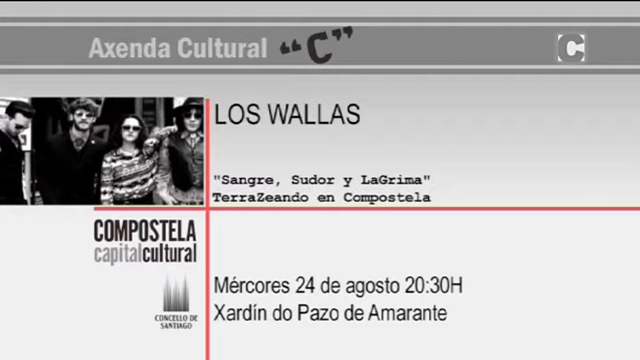 Axenda Cultural "C"
C
LOS WALLAS
"Sangre, Sudor y LaGrima"
TerraZeando en Compostela
COMPOSTELA
capitalcultural
CONCELLO DE
SANTIAGO
Mércores 24 de agosto 20:30H
Xardín do Pazo de Amarante